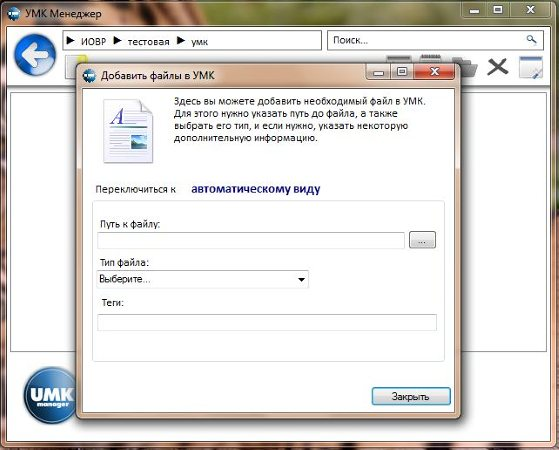 УМК Менеджер
ИОВР ▸ тестовая ▸ умк
Поиск...
Добавить файлы в УМК
Здесь вы можете добавить необходимый файл в УМК.
Для этого нужно указать путь до файла, а также
выбрать его тип, и если нужно, указать некоторую
дополнительную информацию.
Переключиться к автоматическому виду
Путь к файлу:
...
Тип файла:
Выберите...
Теги:
UMK
manager
Закрыть